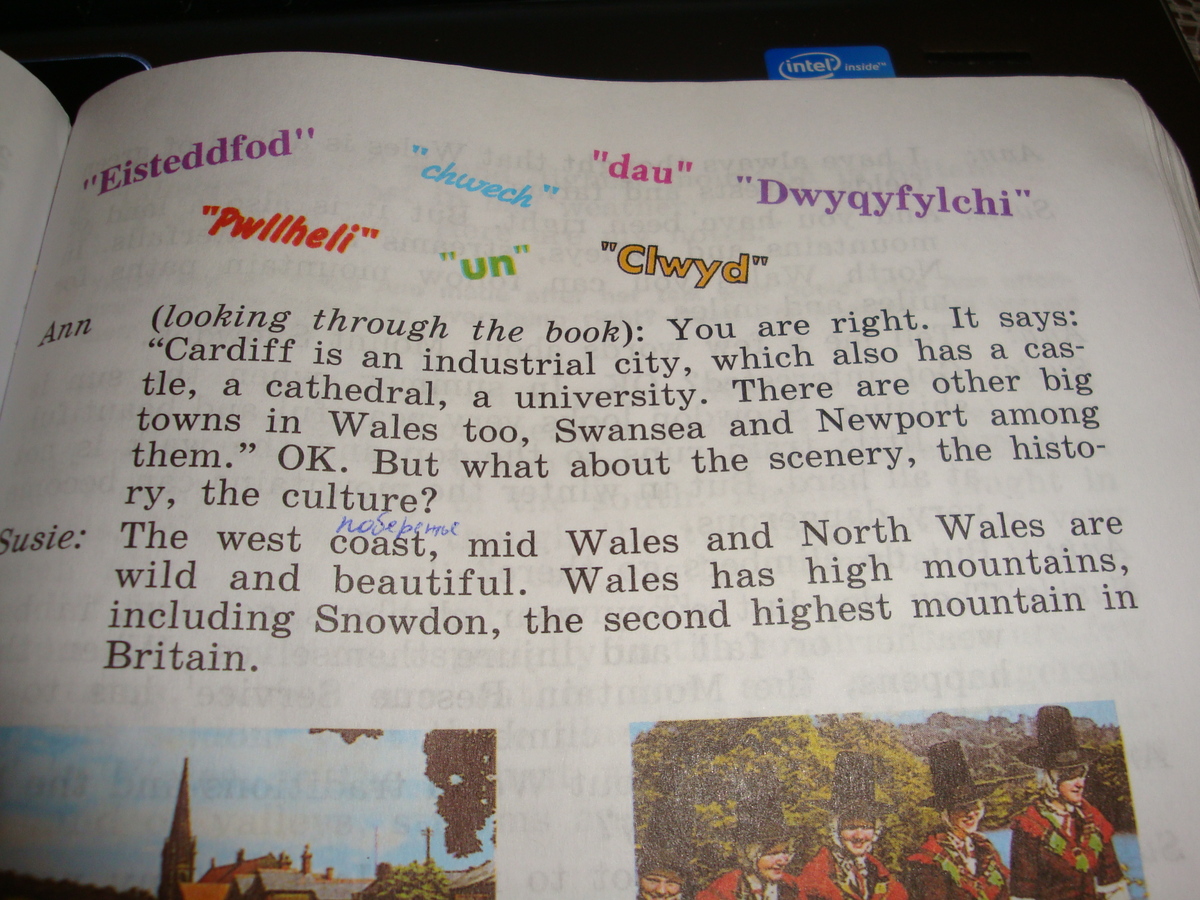 intel inside™
"Eisteddfod" "chwech" "dau" "Dwyqyfylchi"
"Pwllheli" "un" "Clwyd"
Ann (looking through the book): You are right. It says:
“Cardiff is an industrial city, which also has a cas-
tle, a cathedral, a university. There are other big
towns in Wales too, Swansea and Newport among
them.” OK. But what about the scenery, the histo-
ry, the culture?
побережье
Susie: The west coast, mid Wales and North Wales are
wild and beautiful. Wales has high mountains,
including Snowdon, the second highest mountain in
Britain.